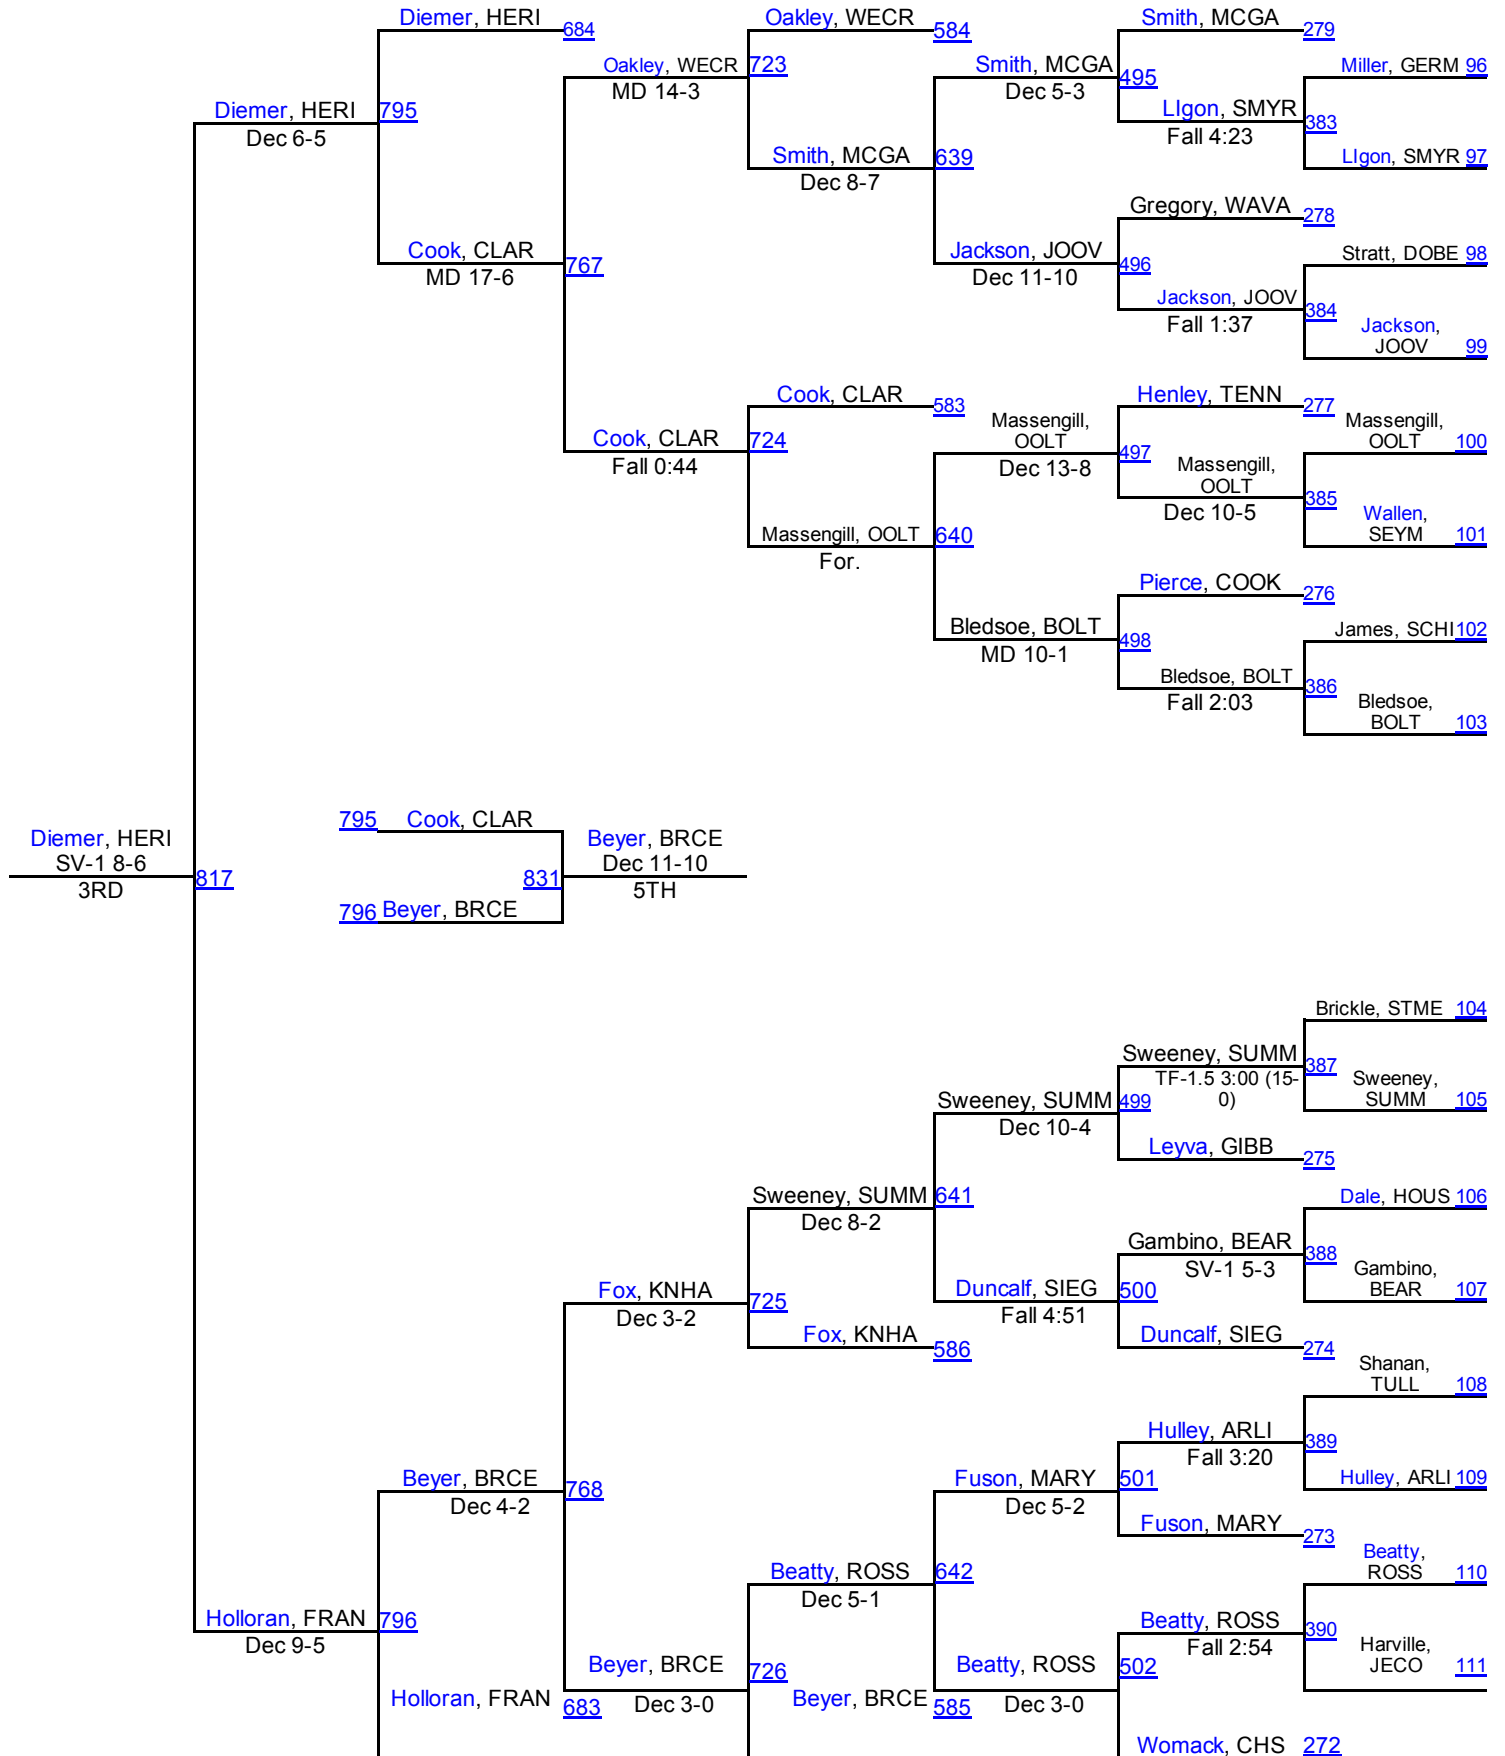 Diemer, HERI
684
Oakley, WECR
584
Smith, MCGA
279
Oakley, WECR
723
MD 14-3
Smith, MCGA
495
Dec 5-3
Miller, GERM 96
Diemer, HERI
795
Dec 6-5
LIgon, SMYR
383
Fall 4:23
Smith, MCGA
639
Dec 8-7
LIgon, SMYR 97
Gregory, WAVA
278
Cook, CLAR
767
MD 17-6
Jackson, JOOV
496
Dec 11-10
Stratt, DOBE 98
Jackson, JOOV
384
Fall 1:37
Jackson,
JOOV 99
Cook, CLAR
583
Henley, TENN
277
Massengill,
OOLT
Dec 13-8
497
Massengill,
OOLT 100
Cook, CLAR
724
Fall 0:44
Massengill,
OOLT
385
Dec 10-5
Wallen,
SEYM 101
Massengill, OOLT
640
For.
Pierce, COOK
276
Bledsoe, BOLT
498
MD 10-1
James, SCHI 102
Bledsoe, BOLT
386
Fall 2:03
Bledsoe,
BOLT 103
Diemer, HERI
SV-1 8-6
3RD
817
795 Cook, CLAR
831
796 Beyer, BRCE
Beyer, BRCE
Dec 11-10
5TH
Brickle, STME 104
Sweeney, SUMM
387
TF-1.5 3:00 (15-
0)
Sweeney,
SUMM 105
Sweeney, SUMM
499
Dec 10-4
Leyva, GIBB
275
Sweeney, SUMM
641
Dec 8-2
Dale, HOUS 106
Gambino, BEAR
388
SV-1 5-3
Gambino,
BEAR 107
Fox, KNHA
725
Dec 3-2
Duncalf, SIEG
500
Fall 4:51
Fox, KNHA
586
Duncalf, SIEG
274
Shanan,
TULL 108
Hulley, ARLI
389
Fall 3:20
Hulley, ARLI 109
Beyer, BRCE
768
Dec 4-2
Fuson, MARY
501
Dec 5-2
Fuson, MARY
273
Beatty,
ROSS 110
Beatty, ROSS
642
Dec 5-1
Holloran, FRAN
796
Dec 9-5
Beatty, ROSS
390
Fall 2:54
Harville,
JECO 111
Beyer, BRCE
726
Dec 3-0
Beatty, ROSS
502
Dec 3-0
Holloran, FRAN
683
Beyer, BRCE
585
Womack, CHS
272